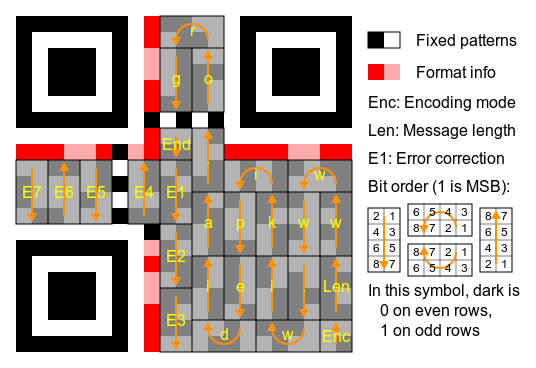 r
g o
End .
i w
E7 E6 E5 E4 E1
a p k w w
E2
i e i . Len
E3
d w Enc
Fixed patterns
Format info
Enc: Encoding mode
Len: Message length
E1: Error correction
Bit order (1 is MSB):
2 1
4 3
6 5
8 7
6 5 4 3
8 7 2 1
8 7 2 1
6 5 4 3
8 7
6 5
4 3
2 1
In this symbol, dark is
0 on even rows,
1 on odd rows